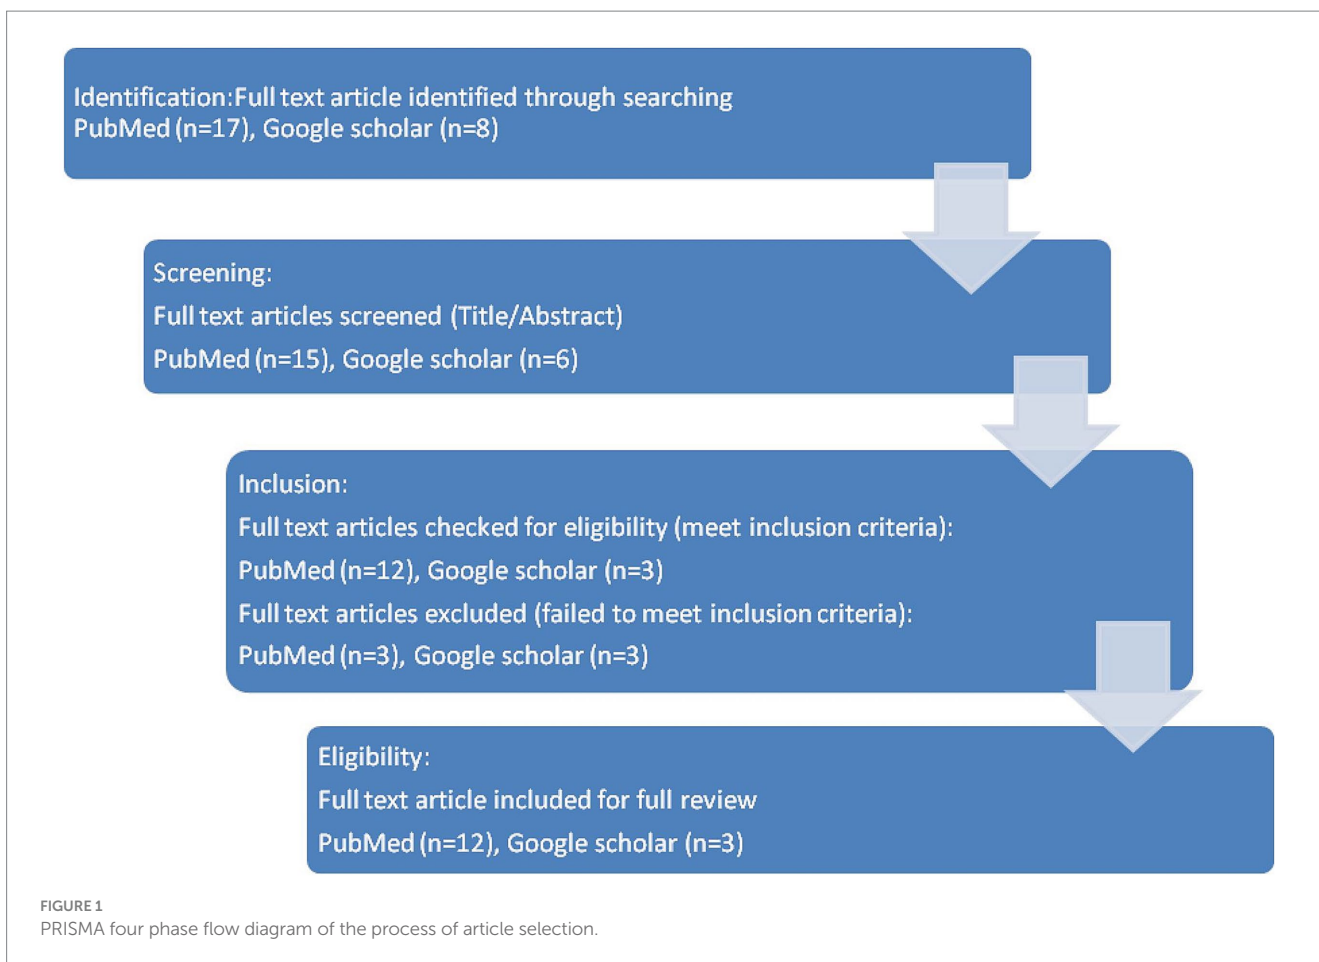 Identification:Full text article identified through searching
PubMed (n=17), Google scholar (n=8)
Screening:
Full text articles screened (Title/Abstract)
PubMed (n=15), Google scholar (n=6)
Inclusion:
Full text articles checked for eligibility (meet inclusion criteria):
PubMed (n=12), Google scholar (n=3)
Full text articles excluded (failed to meet inclusion criteria):
PubMed (n=3), Google scholar (n=3)
Eligibility:
Full text article included for full review
PubMed (n=12), Google scholar (n=3)
FIGURE 1
PRISMA four phase flow diagram of the process of article selection.